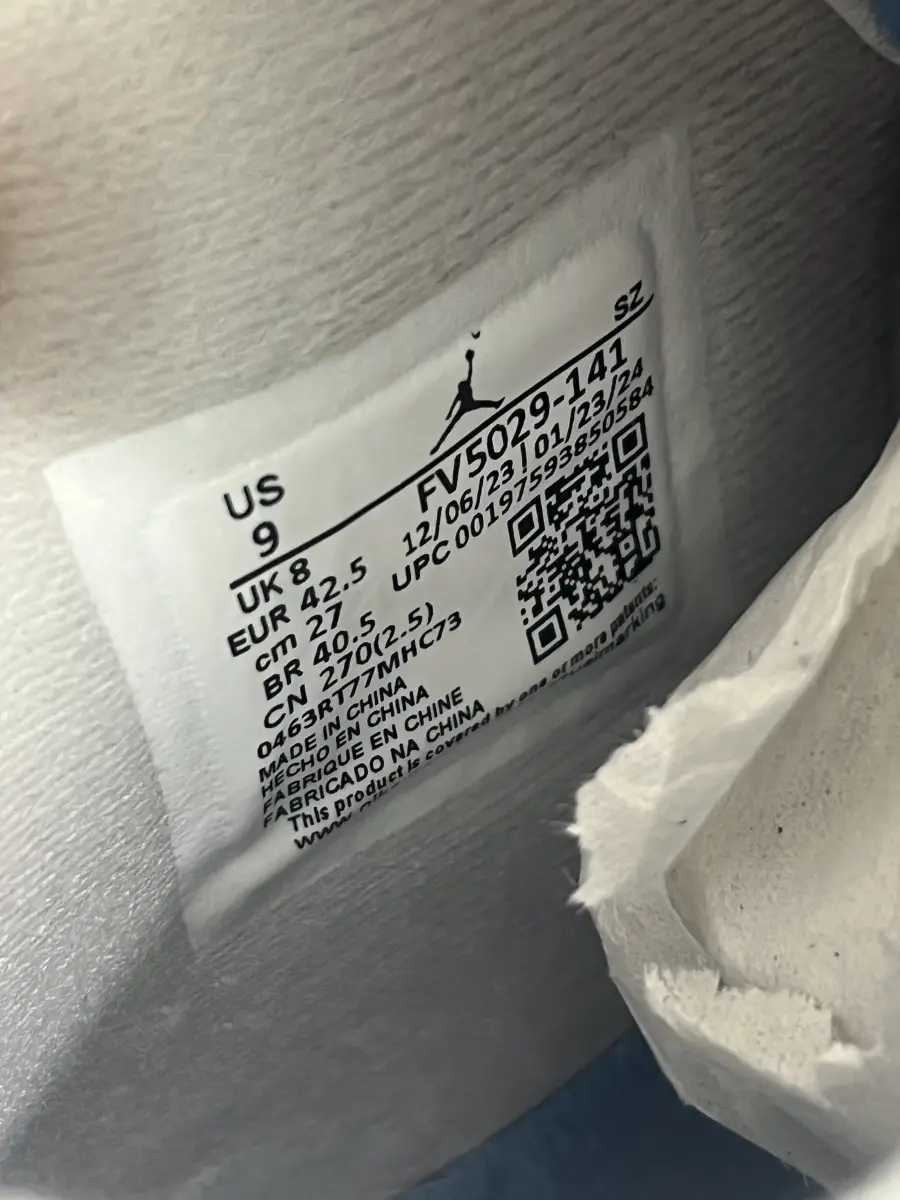 SZ
US
9
FV5029-141
12/06/23 | 01/23/24
UPC 00197593850584
UK 8
EUR 42.5
cm 27
BR 40.5
CN 270(2.5)
0463RT77MHC73
MADE IN CHINA
HECHO EN CHINA
FABRIQUE EN CHINE
FABRICADO NA CHINA
This product is covered by one or more patents: